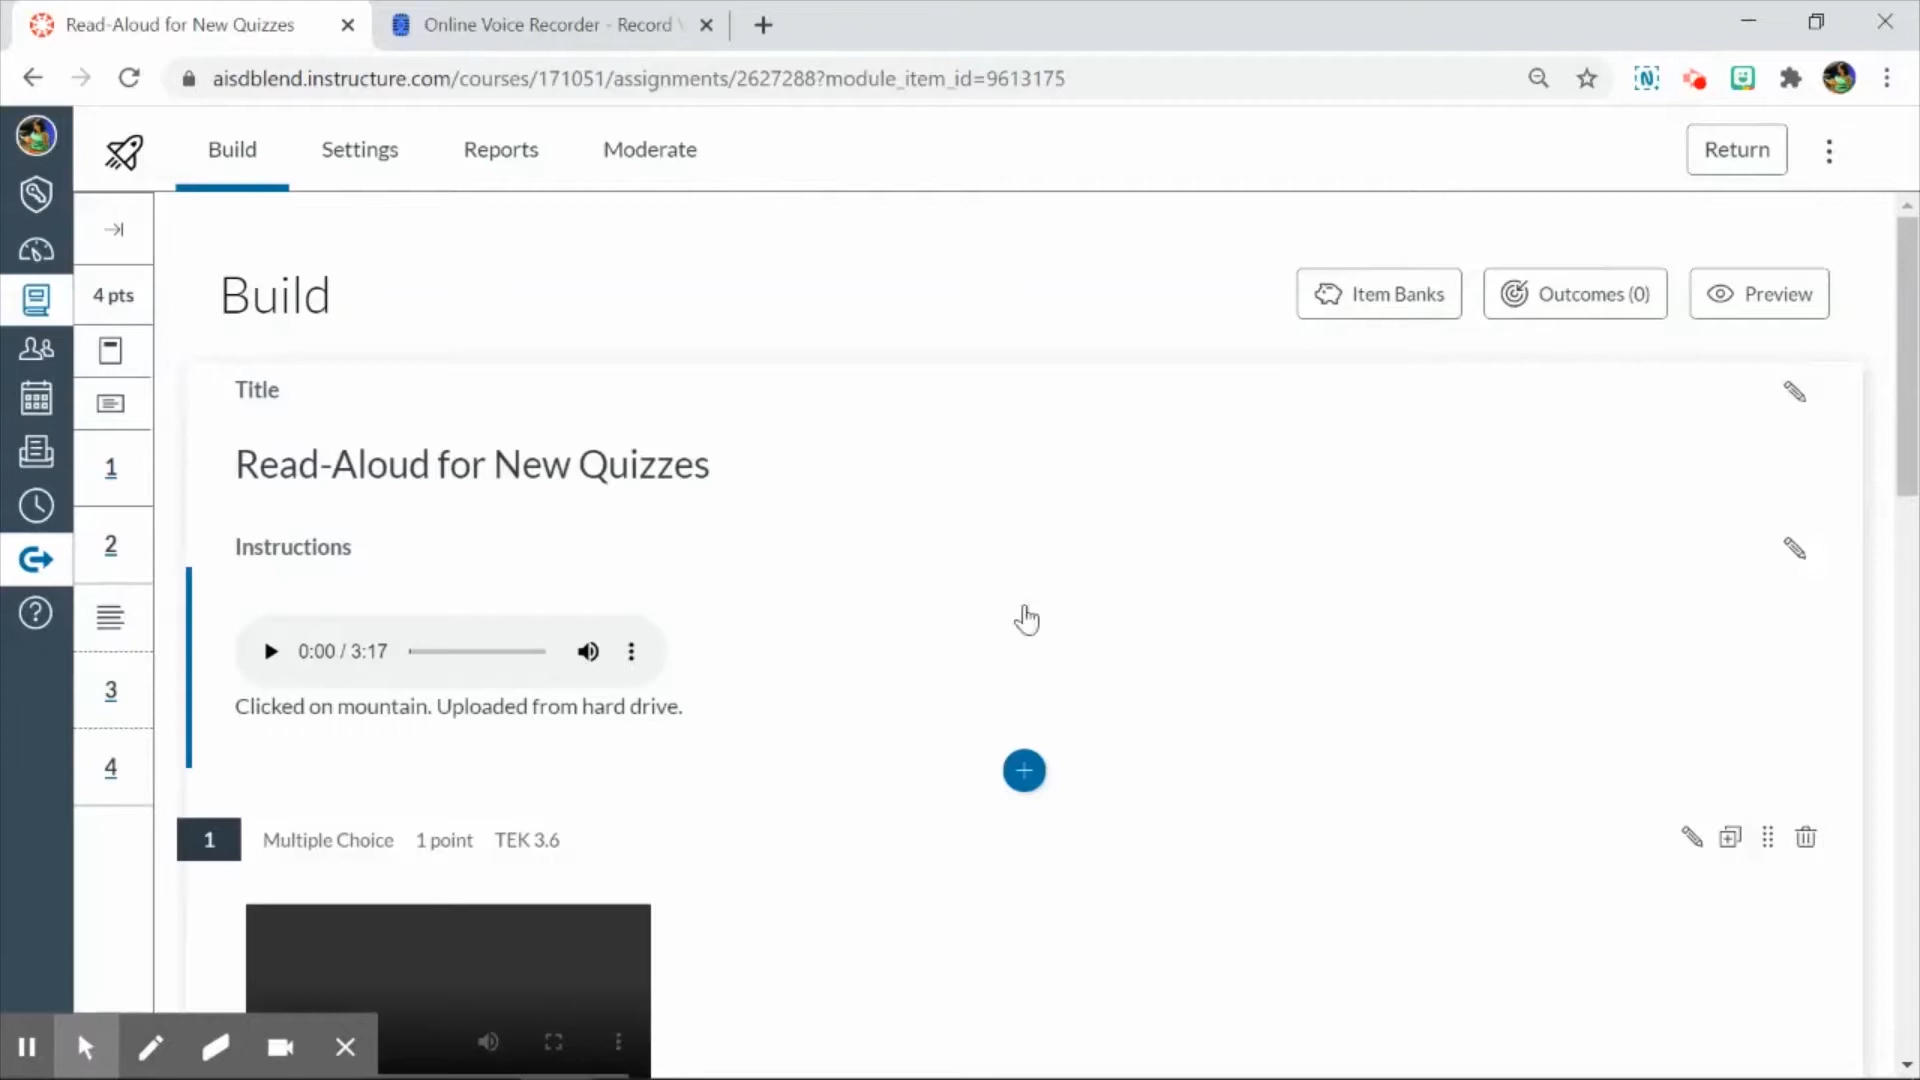 Read-Aloud for New Quizzes
Online Voice Recorder - Record
aisdblend.instructure.com/courses/171051/assignments/2627288?module_item_id=9613175
Build
Settings
Reports
Moderate
Return
4 pts
1
2
3
4
Build
Item Banks
Outcomes (0)
Preview
Title
Read-Aloud for New Quizzes
Instructions
0:00 / 3:17
Clicked on mountain. Uploaded from hard drive.
1 Multiple Choice 1 point TEK 3.6